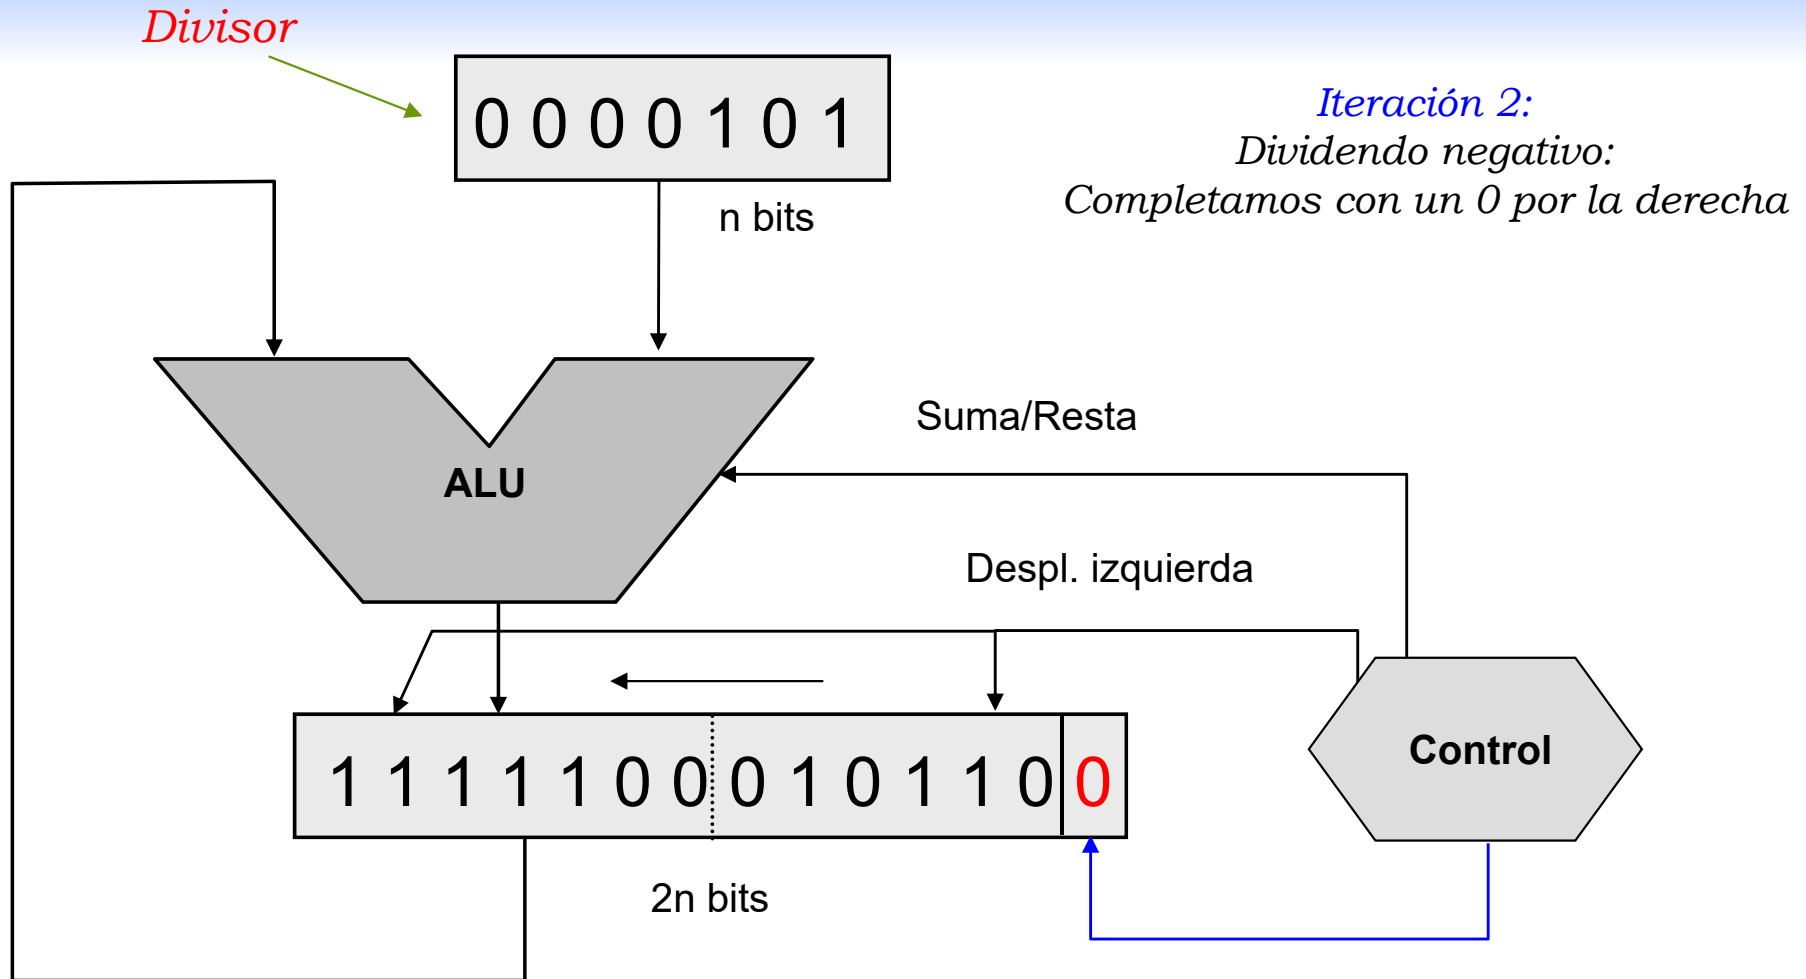 Divisor
0 0 0 0 1 0 1
Iteración 2:
Dividendo negativo:
Completamos con un 0 por la derecha
n bits
Suma/Resta
ALU
Despl. izquierda
1 1 1 1 1 0 0 0 1 0 1 1 0 0
Control
2n bits